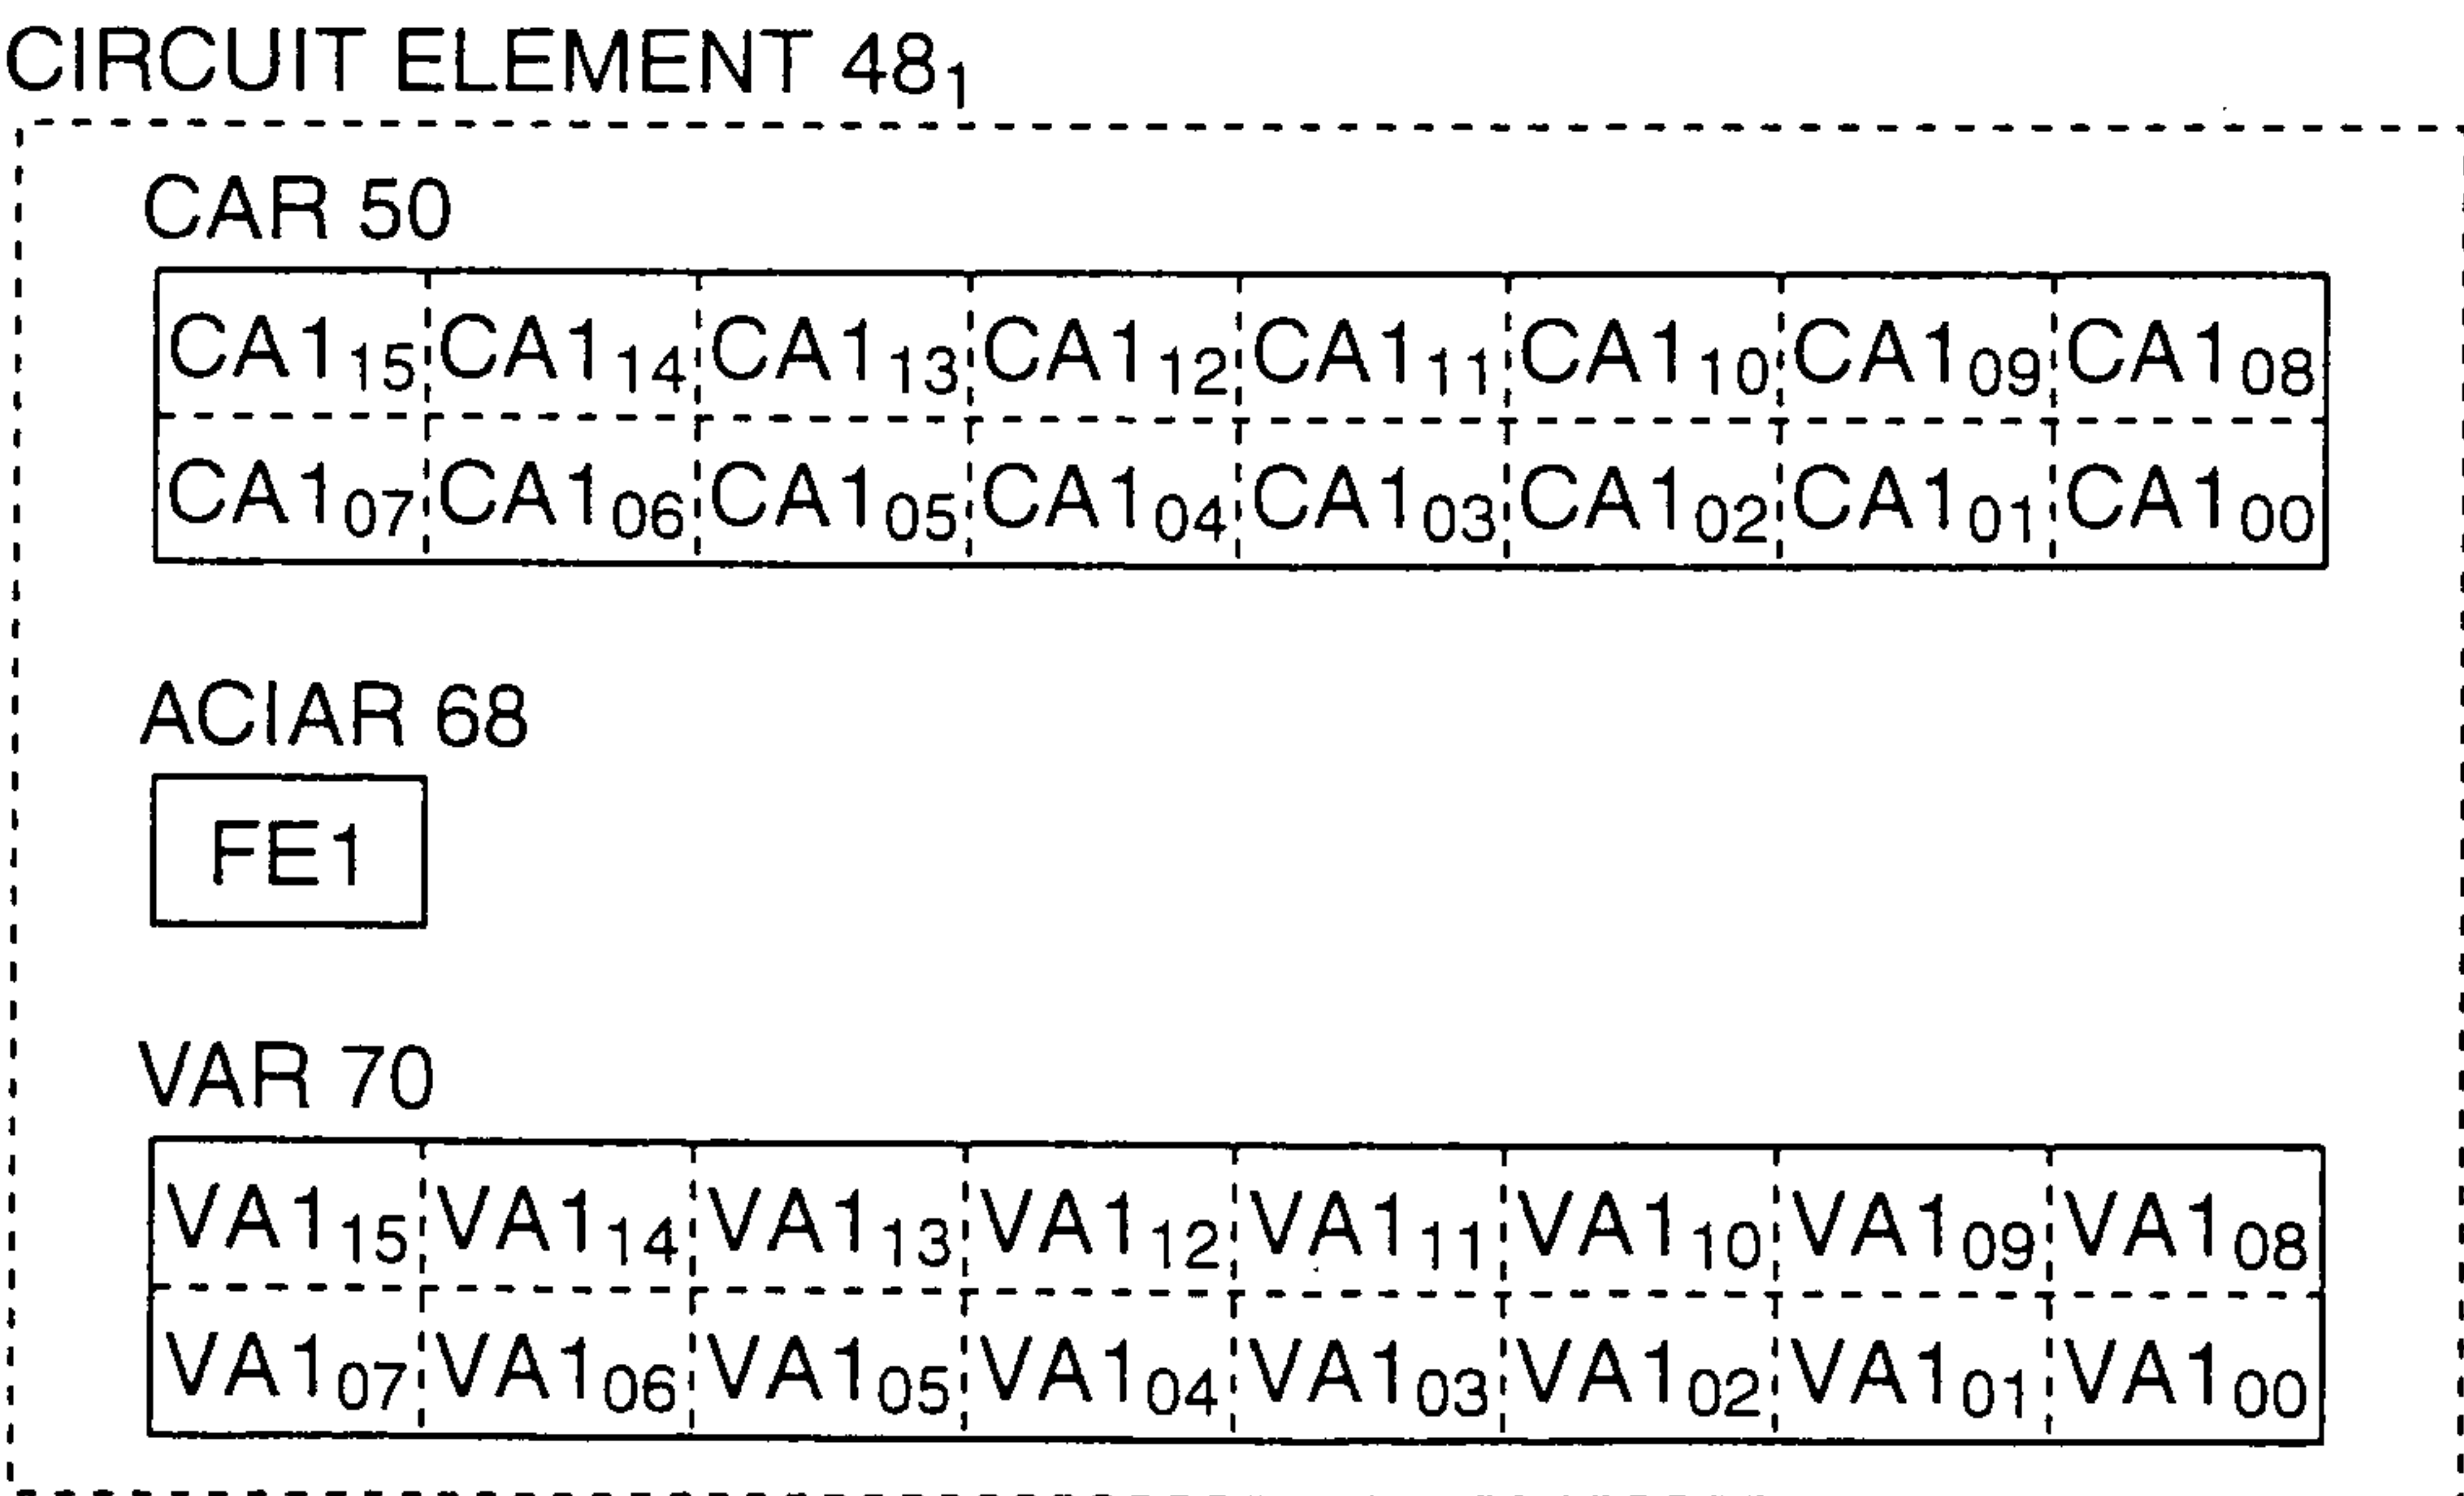 CIRCUIT ELEMENT 48₁
CAR 50
CA1₁₅ CA1₁₄ CA1₁₃ CA1₁₂ CA1₁₁ CA1₁₀ CA1₀₉ CA1₀₈
CA1₀₇ CA1₀₆ CA1₀₅ CA1₀₄ CA1₀₃ CA1₀₂ CA1₀₁ CA1₀₀
ACIAR 68
FE1
VAR 70
VA1₁₅ VA1₁₄ VA1₁₃ VA1₁₂ VA1₁₁ VA1₁₀ VA1₀₉ VA1₀₈
VA1₀₇ VA1₀₆ VA1₀₅ VA1₀₄ VA1₀₃ VA1₀₂ VA1₀₁ VA1₀₀